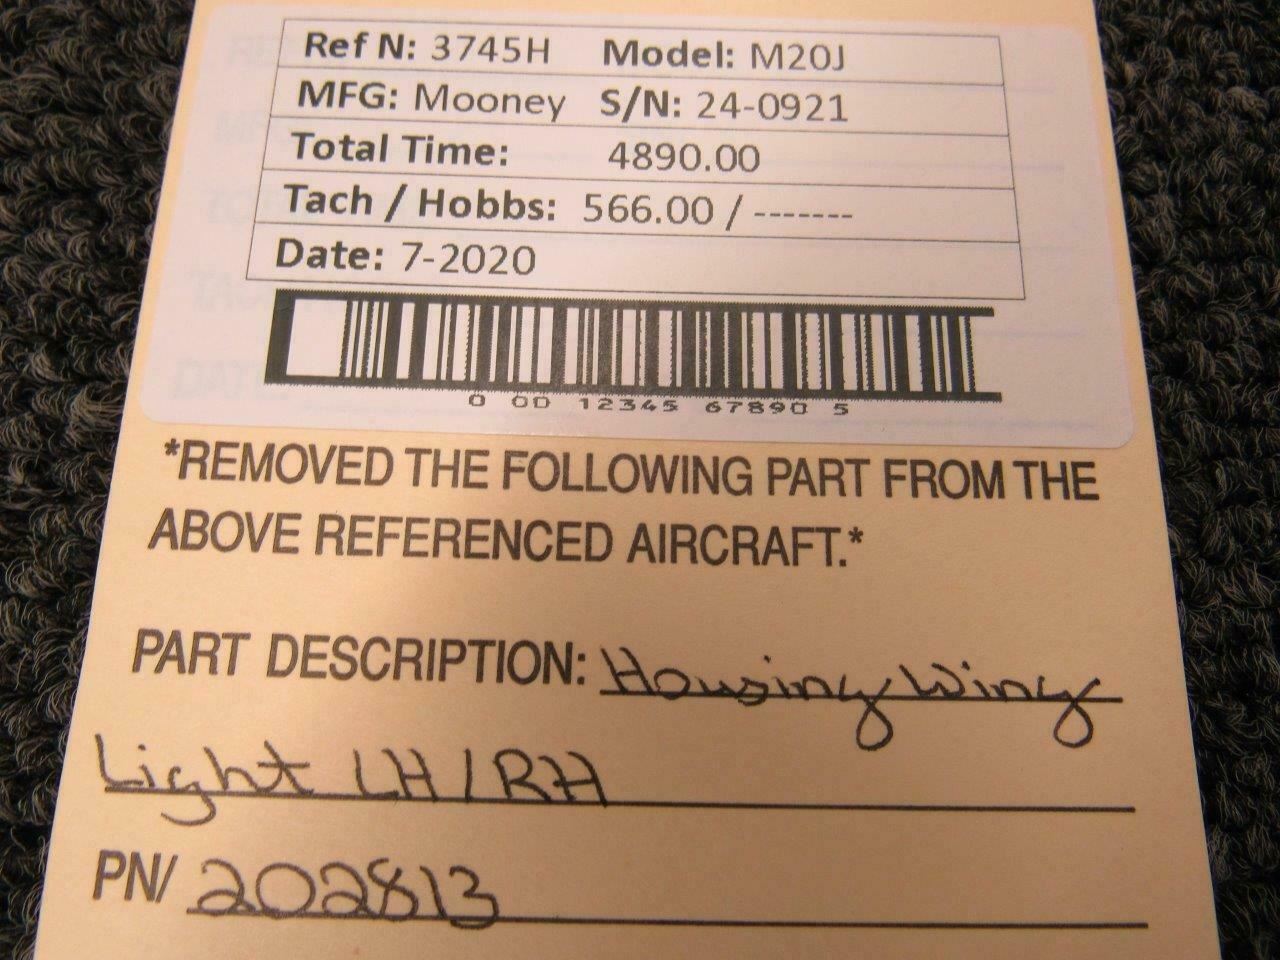 Ref N: 3745H Model: M20J
MFG: Mooney S/N: 24-0921
Total Time: 4890.00
Tach / Hobbs: 566.00 / -------
Date: 7-2020
0 00 12345 67890 5
*REMOVED THE FOLLOWING PART FROM THE
ABOVE REFERENCED AIRCRAFT.*
PART DESCRIPTION: Housing Wing
Light LH/RH
PN/ 202813